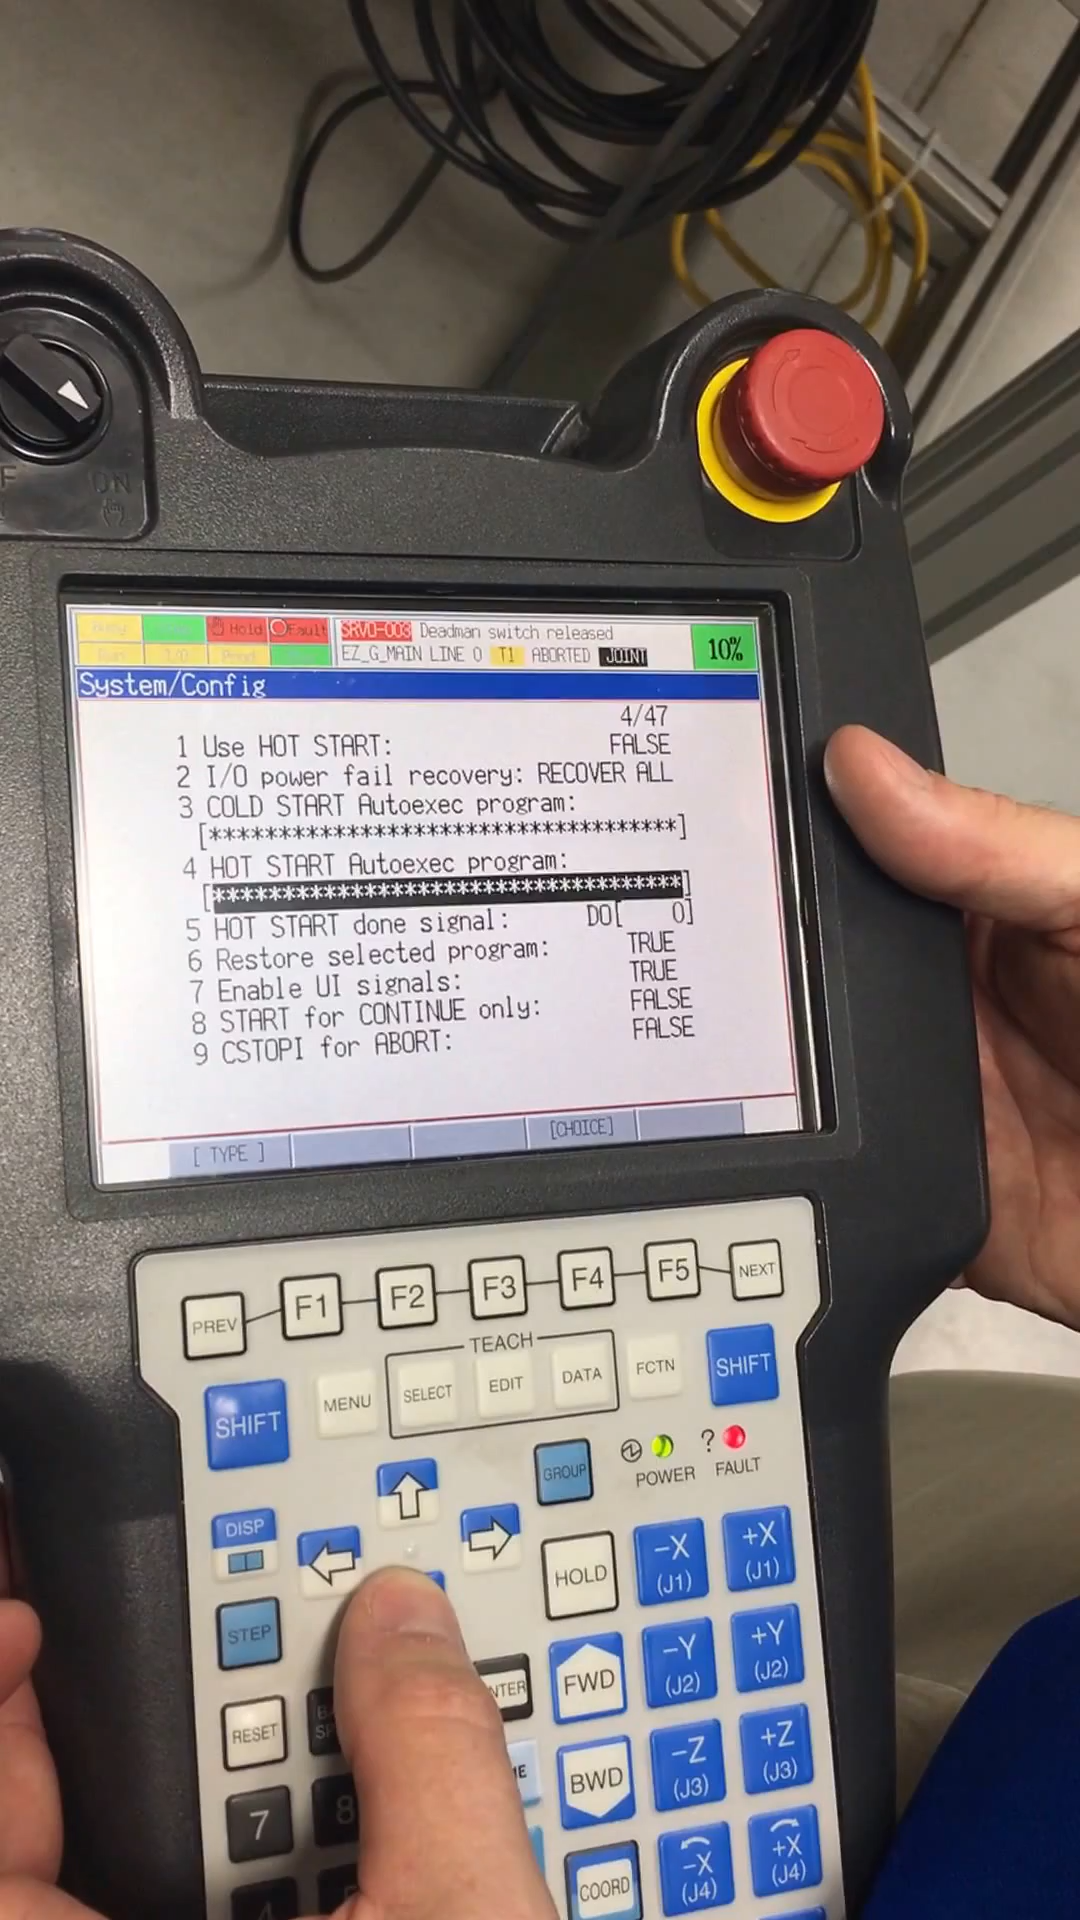 ON
Busy Hold Fault SRVO-003 Deadman switch released
Run I/O Prod EZ_G_MAIN LINE 0 T1 ABORTED JOINT
10%
System/Config
4/47
1 Use HOT START: FALSE
2 I/O power fail recovery: RECOVER ALL
3 COLD START Autoexec program:
[*********************************]
4 HOT START Autoexec program:
[*********************************]
5 HOT START done signal: DO[ 0]
6 Restore selected program: TRUE
7 Enable UI signals: TRUE
8 START for CONTINUE only: FALSE
9 CSTOPI for ABORT: FALSE
[ TYPE ] [CHOICE]
PREV F1 F2 F3 F4 F5 NEXT
TEACH
SHIFT MENU SELECT EDIT DATA FCTN SHIFT
GROUP POWER ? FAULT
DISP
HOLD -X (J1) +X (J1)
STEP
FWD -Y (J2) +Y (J2)
RESET
BWD -Z (J3) +Z (J3)
7 8
COORD -X (J4) +X (J4)
4